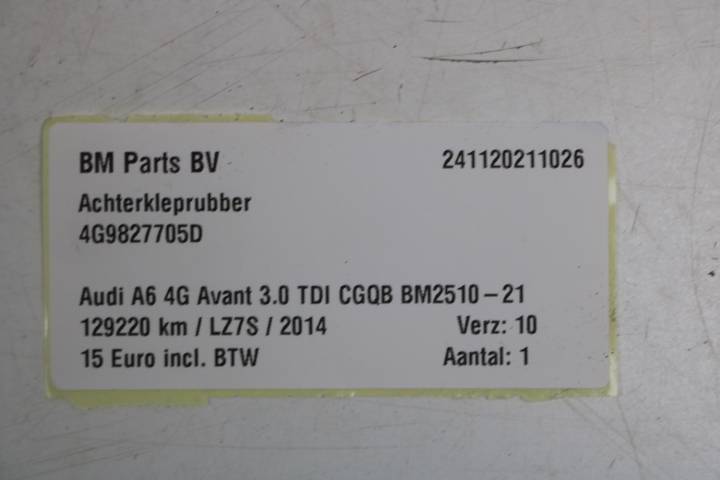 BM Parts BV 241120211026
Achterkleprubber
4G9827705D
Audi A6 4G Avant 3.0 TDI CGQB BM2510-21
129220 km / LZ7S / 2014 Verz: 10
15 Euro incl. BTW Aantal: 1